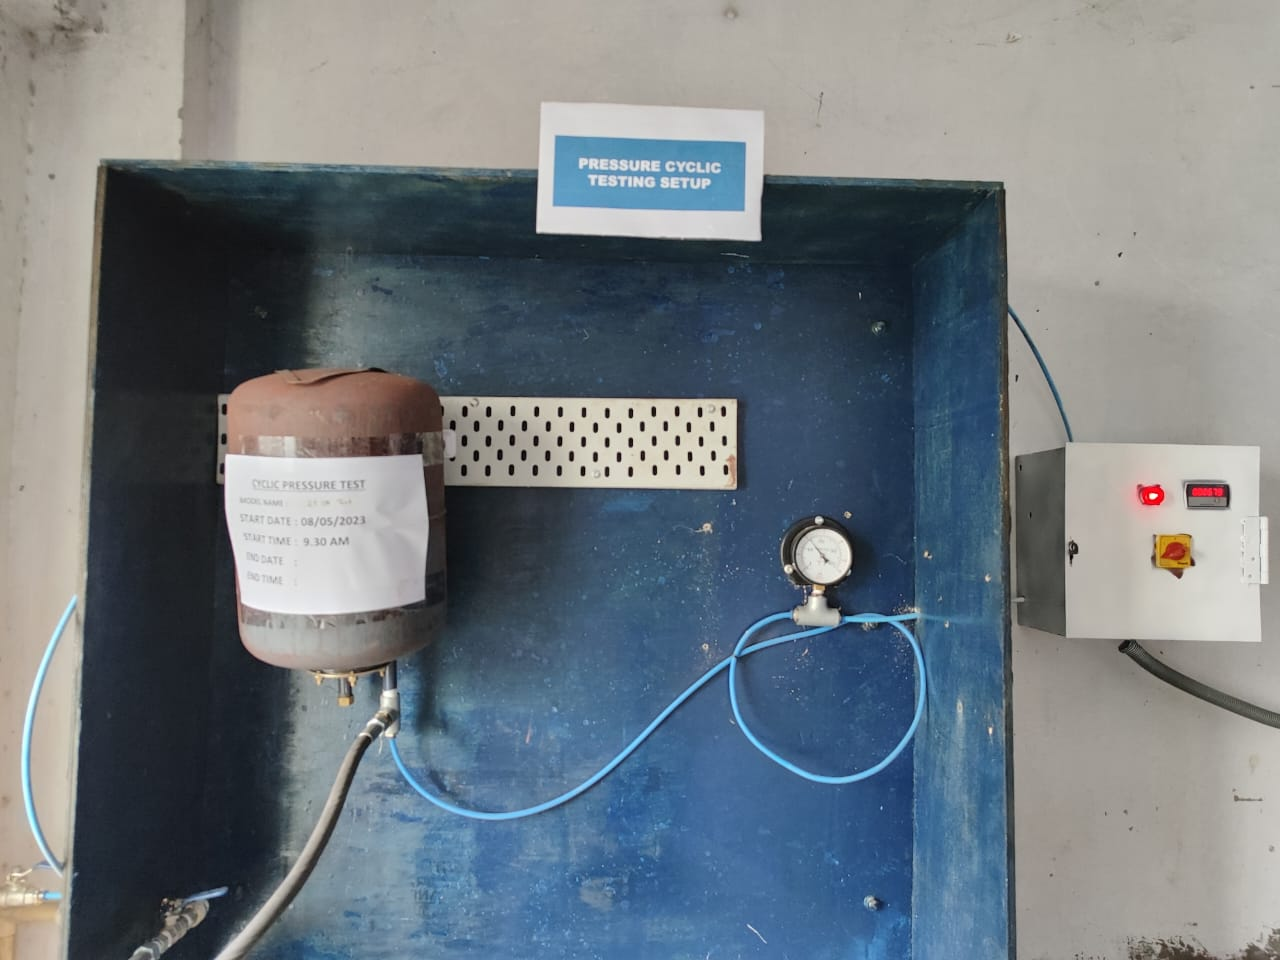 PRESSURE CYCLIC
TESTING SETUP
CYCLIC PRESSURE TEST
MODEL NAME :
START DATE : 08/05/2023
START TIME : 9.30 AM
END DATE :
END TIME :